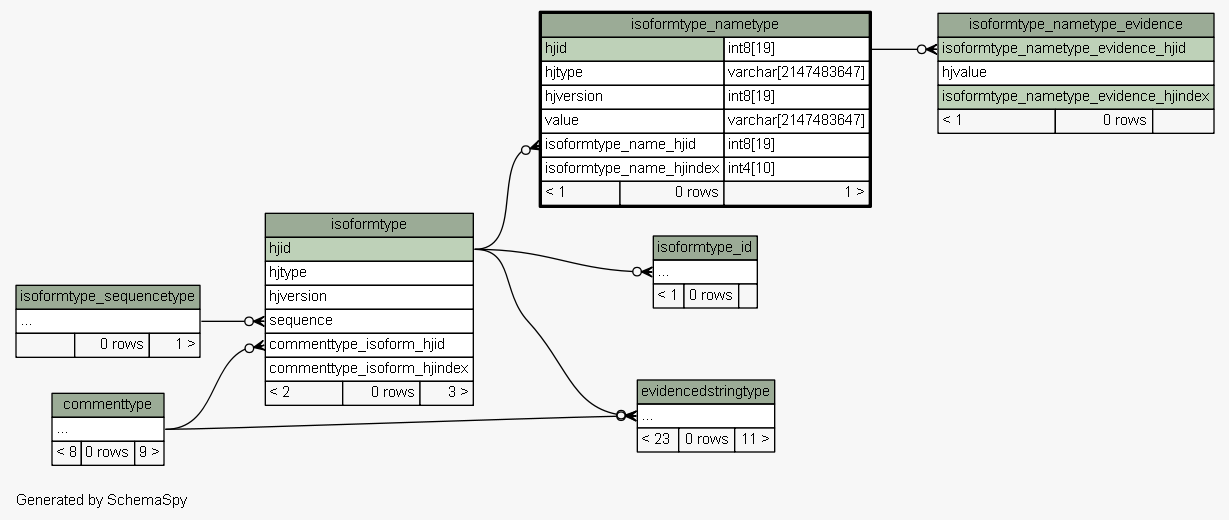 isoformtype_nametype
hjid int8[19]
hjtype varchar[2147483647]
hjversion int8[19]
value varchar[2147483647]
isoformtype_name_hjid int8[19]
isoformtype_name_hjindex int4[10]
< 1 0 rows 1 >
isoformtype_nametype_evidence
isoformtype_nametype_evidence_hjid
hjvalue
isoformtype_nametype_evidence_hjindex
< 1 0 rows
isoformtype
hjid
hjtype
hjversion
sequence
commenttype_isoform_hjid
commenttype_isoform_hjindex
< 2 0 rows 3 >
isoformtype_id
...
< 1 0 rows
isoformtype_sequencetype
...
0 rows 1 >
commenttype
...
< 8 0 rows 9 >
evidencedstringtype
...
< 23 0 rows 11 >
Generated by SchemaSpy